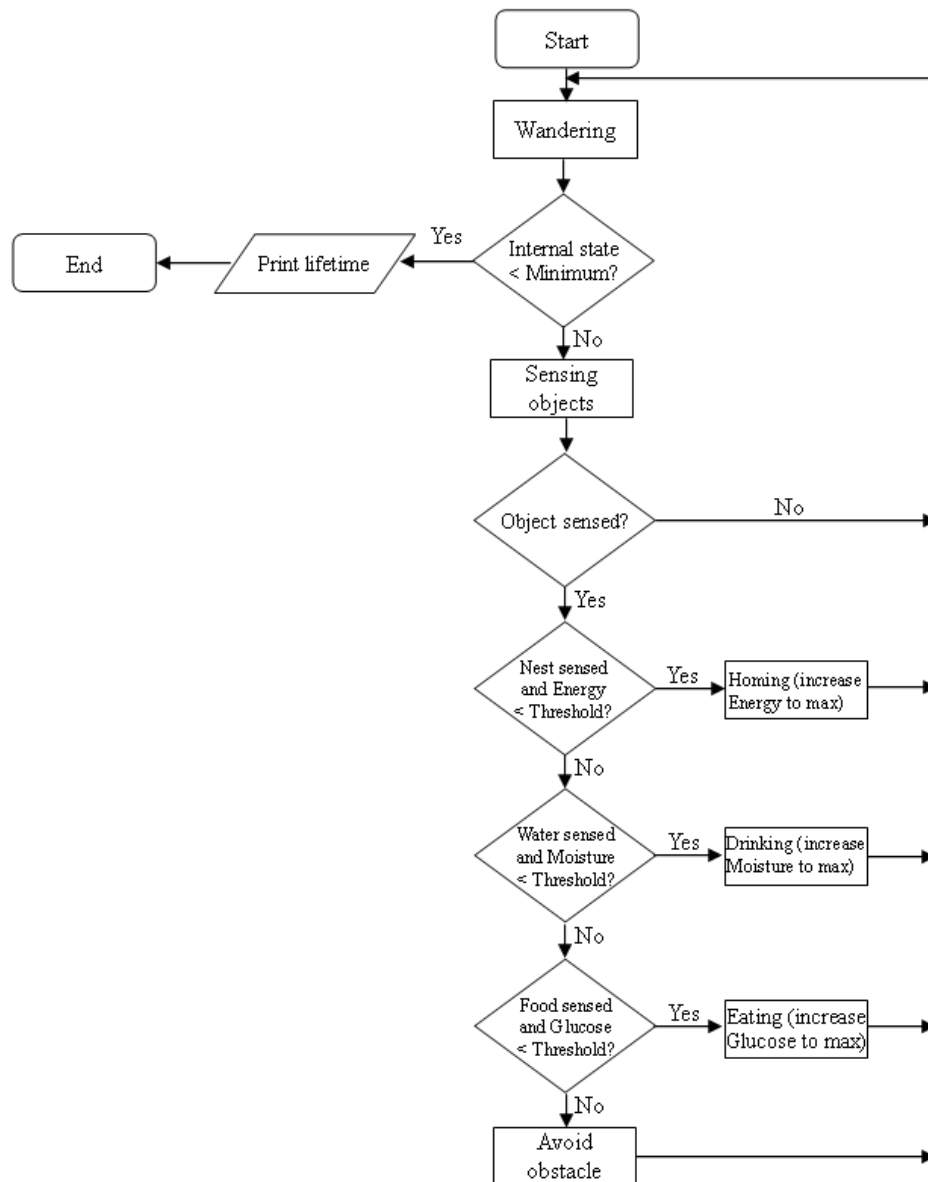 Start
Wandering
Internal state
< Minimum?
Yes
Print lifetime
End
No
Sensing
objects
Object sensed?
No
Yes
Nest sensed
and Energy
< Threshold?
Yes
Homing (increase
Energy to max)
No
Water sensed
and Moisture
< Threshold?
Yes
Drinking (increase
Moisture to max)
No
Food sensed
and Glucose
< Threshold?
Yes
Eating (increase
Glucose to max)
No
Avoid
obstacle